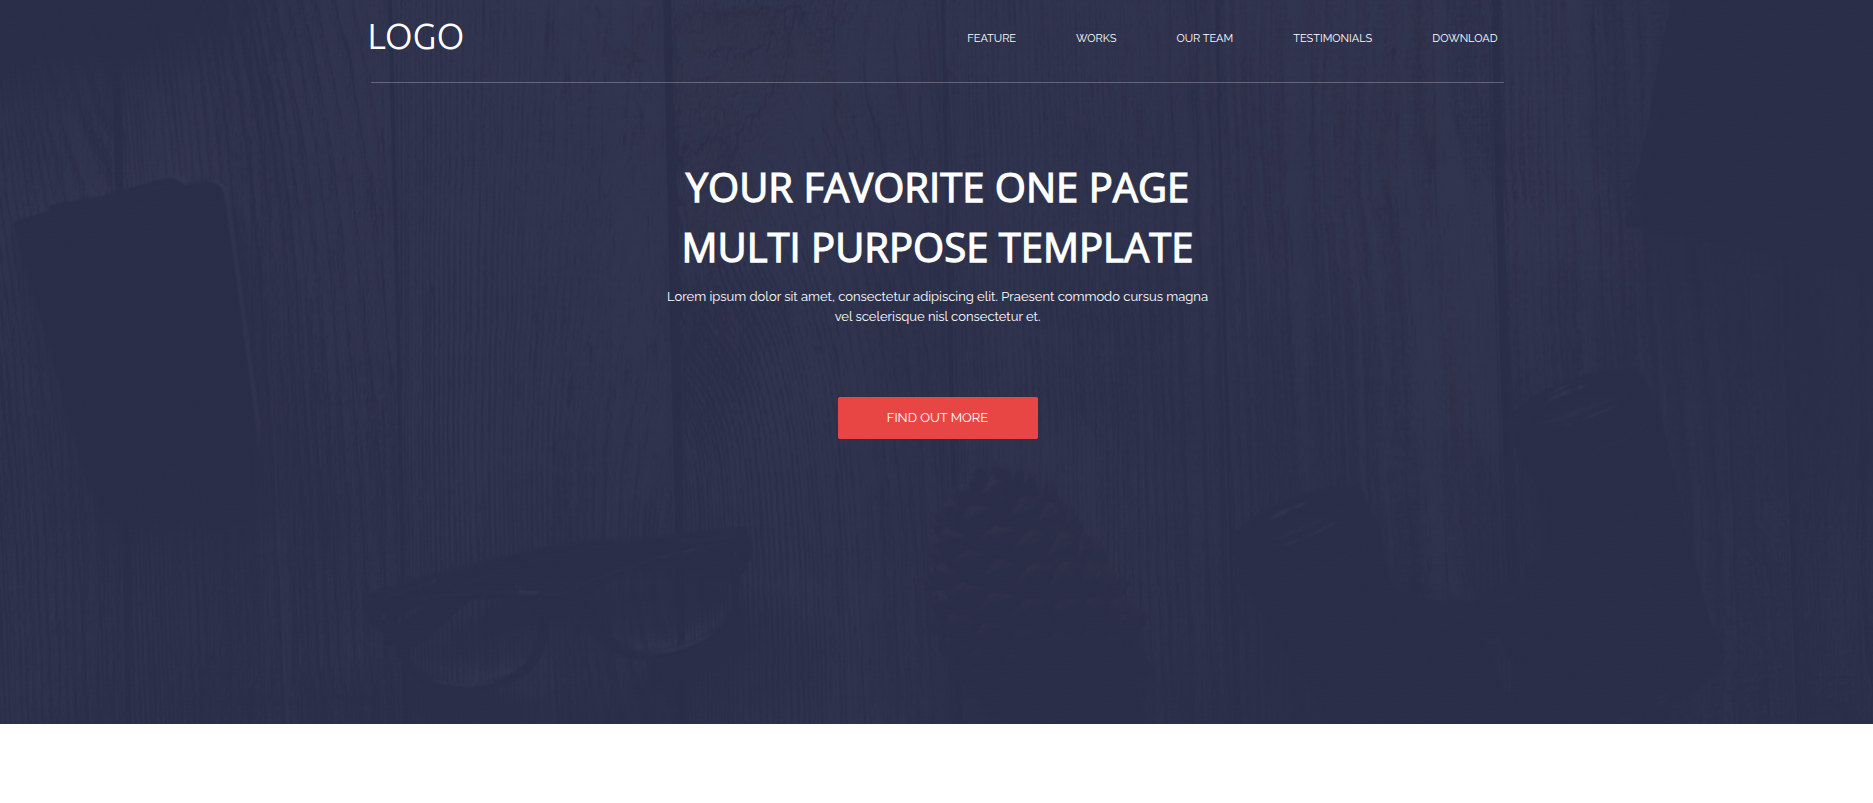 LOGO
FEATURE
WORKS
OUR TEAM
TESTIMONIALS
DOWNLOAD
YOUR FAVORITE ONE PAGE
MULTI PURPOSE TEMPLATE
Lorem ipsum dolor sit amet, consectetur adipiscing elit. Praesent commodo cursus magna
vel scelerisque nisl consectetur et.
FIND OUT MORE